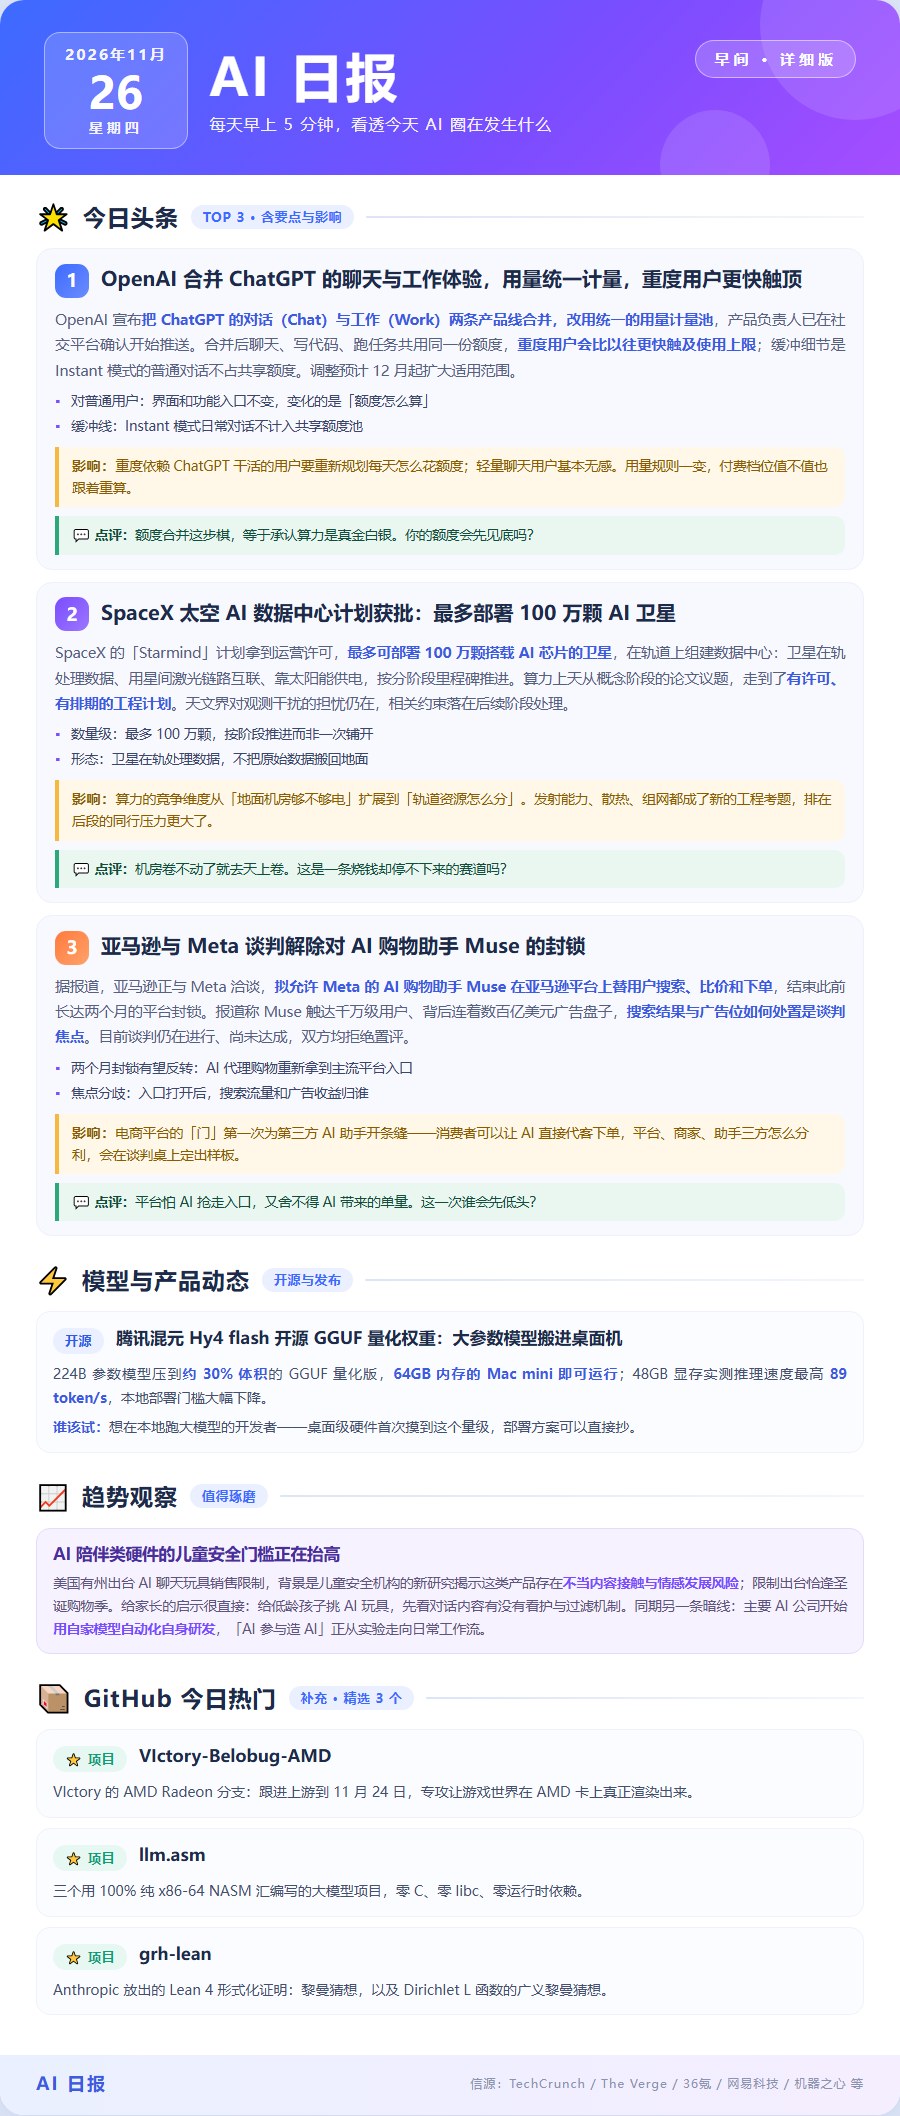 2026年11月
26
星期四
AI 日报
每天早上 5 分钟，看透今天 AI 圈在发生什么
早间 • 详细版
今日头条
TOP 3 • 含要点与影响
1
OpenAI 合并 ChatGPT 的聊天与工作体验，用量统一计量，重度用户更快触顶
OpenAI 宣布把 ChatGPT 的对话（Chat）与工作（Work）两条产品线合并，改用统一的用量计量池，产品负责人已在社
交平台确认开始推送。合并后聊天、写代码、跑任务共用同一份额度，重度用户会比以往更快触及使用上限；缓冲细节是
Instant 模式的普通对话不占共享额度。调整预计 12 月起扩大适用范围。
• 对普通用户：界面和功能入口不变，变化的是「额度怎么算」
• 缓冲线：Instant 模式日常对话不计入共享额度池
影响：重度依赖 ChatGPT 干活的用户要重新规划每天怎么花额度；轻量聊天用户基本无感。用量规则一变，付费档位值不值也
跟着重算。
💬 点评：额度合并这步棋，等于承认算力是真金白银。你的额度会先见底吗？
2
SpaceX 太空 AI 数据中心计划获批：最多部署 100 万颗 AI 卫星
SpaceX 的「Starmind」计划拿到运营许可，最多可部署 100 万颗搭载 AI 芯片的卫星，在轨道上组建数据中心：卫星在轨
处理数据、用星间激光链路互联、靠太阳能供电，按分阶段里程碑推进。算力上天从概念阶段的论文议题，走到了有许可、
有排期的工程计划。天文界对观测干扰的担忧仍在，相关约束落在后续阶段处理。
• 数量级：最多 100 万颗，按阶段推进而非一次铺开
• 形态：卫星在轨处理数据，不把原始数据搬回地面
影响：算力的竞争维度从「地面机房够不够电」扩展到「轨道资源怎么分」。发射能力、散热、组网都成了新的工程考题，排在
后段的同行压力更大了。
💬 点评：机房卷不动了就去天上卷。这是一条烧钱却停不下来的赛道吗？
3
亚马逊与 Meta 谈判解除对 AI 购物助手 Muse 的封锁
据报道，亚马逊正与 Meta 洽谈，拟允许 Meta 的 AI 购物助手 Muse 在亚马逊平台上替用户搜索、比价和下单，结束此前
长达两个月的平台封锁。报道称 Muse 触达千万级用户、背后连着数百亿美元广告盘子，搜索结果与广告位如何处置是谈判
焦点。目前谈判仍在进行、尚未达成，双方均拒绝置评。
• 两个月封锁有望反转：AI 代理购物重新拿到主流平台入口
• 焦点分歧：入口打开后，搜索流量和广告收益归谁
影响：电商平台的「门」第一次为第三方 AI 助手开条缝——消费者可以让 AI 直接代客下单，平台、商家、助手三方怎么分
利，会在谈判桌上定出样板。
💬 点评：平台怕 AI 抢走入口，又舍不得 AI 带来的单量。这一次谁会先低头？
模型与产品动态
开源与发布
开源
腾讯混元 Hy4 flash 开源 GGUF 量化权重：大参数模型搬进桌面机
224B 参数模型压到约 30% 体积的 GGUF 量化版，64GB 内存的 Mac mini 即可运行；48GB 显存实测推理速度最高 89
token/s，本地部署门槛大幅下降。
谁该试：想在本地跑大模型的开发者——桌面级硬件首次摸到这个量级，部署方案可以直接抄。
趋势观察
值得琢磨
AI 陪伴类硬件的儿童安全门槛正在抬高
美国有州出台 AI 聊天玩具销售限制，背景是儿童安全机构的新研究揭示这类产品存在不当内容接触与情感发展风险；限制出台恰逢圣
诞购物季。给家长的启示很直接：给低龄孩子挑 AI 玩具，先看对话内容有没有看护与过滤机制。同期另一条暗线：主要 AI 公司开始
用自家模型自动化自身研发，「AI 参与造 AI」正从实验走向日常工作流。
GitHub 今日热门
补充 • 精选 3 个
⭐ 项目
VIctory-Belobug-AMD
VIctory 的 AMD Radeon 分支：跟进上游到 11 月 24 日，专攻让游戏世界在 AMD 卡上真正渲染出来。
⭐ 项目
llm.asm
三个用 100% 纯 x86-64 NASM 汇编写的大模型项目，零 C、零 libc、零运行时依赖。
⭐ 项目
grh-lean
Anthropic 放出的 Lean 4 形式化证明：黎曼猜想，以及 Dirichlet L 函数的广义黎曼猜想。
AI 日报
信源：TechCrunch / The Verge / 36氪 / 网易科技 / 机器之心 等